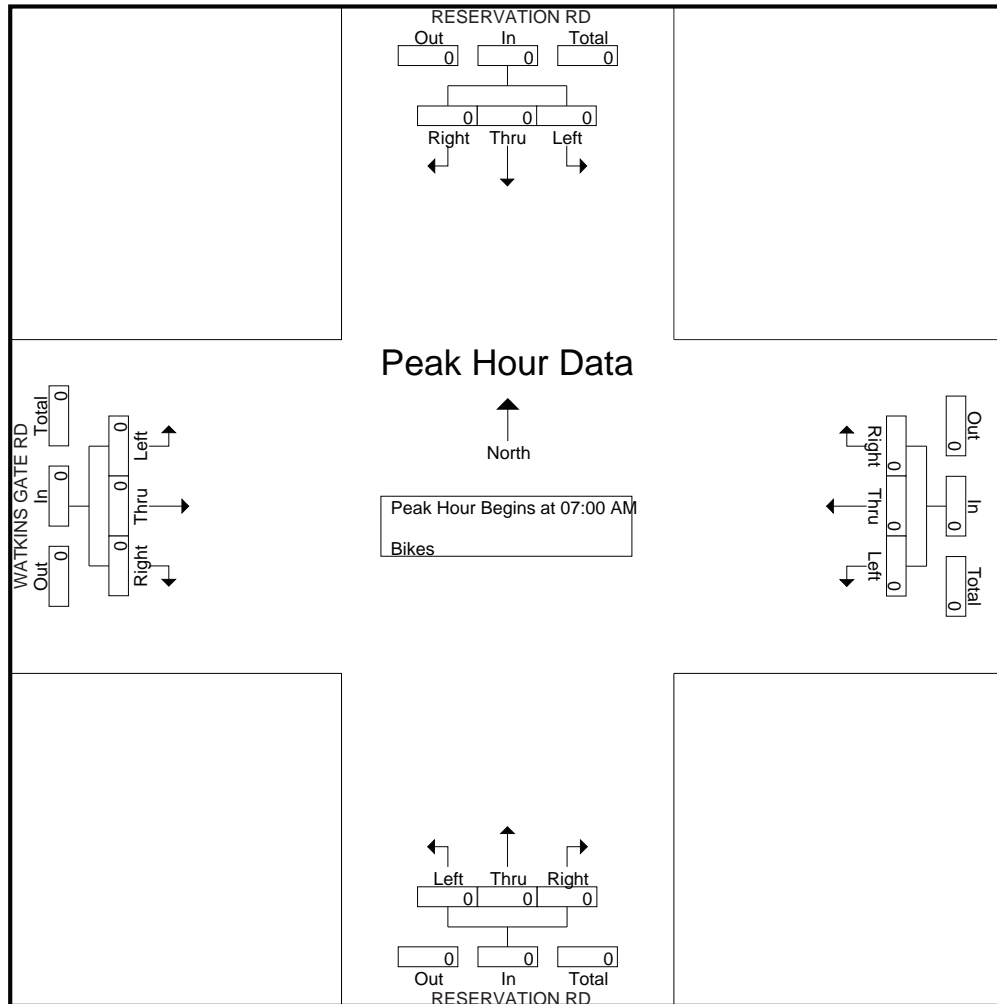 RESERVATION RD
Out In Total
0 0 0
0 0 0
Right Thru Left
Peak Hour Data
North
Peak Hour Begins at 07:00 AM
Bikes
WATKINS GATE RD
Out In Total
0 0 0
0 0 0
Right Thru Left
Out In Total
0 0 0
0 0 0
Right Thru Left
Left Thru Right
0 0 0
0 0 0
Out In Total
RESERVATION RD